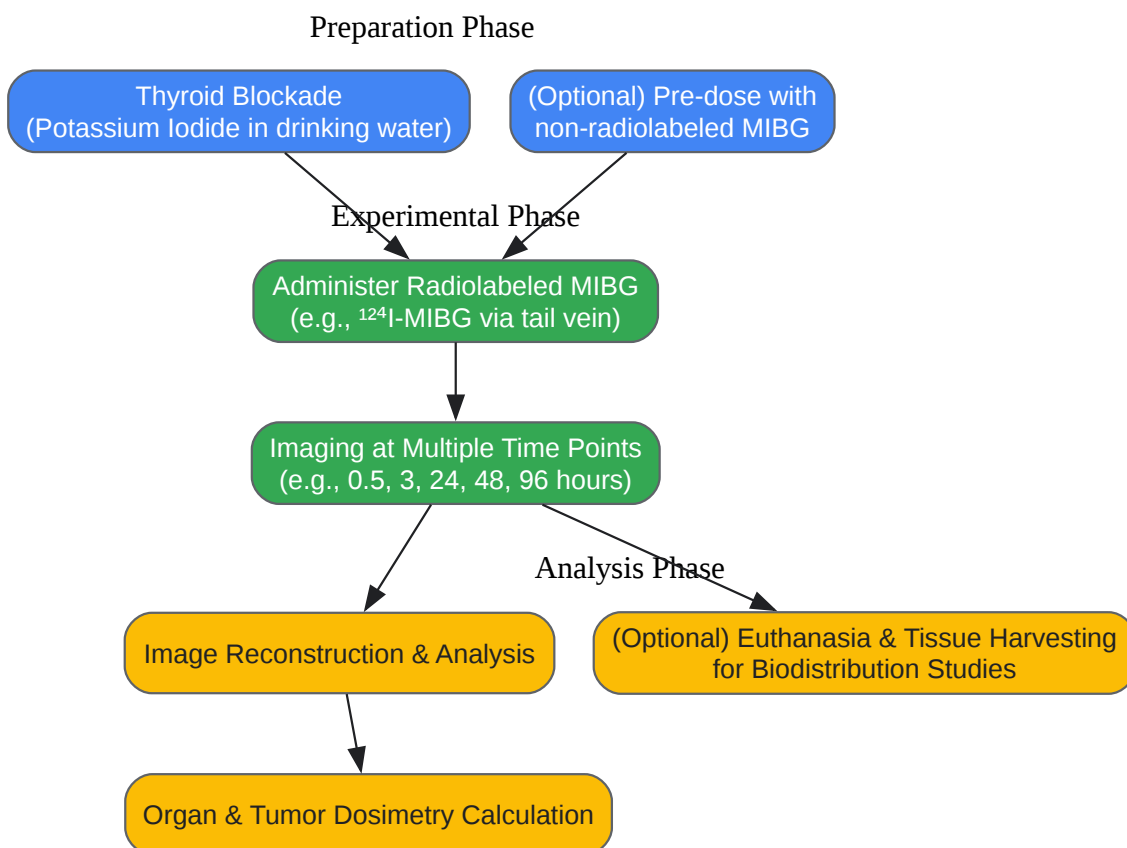 Preparation Phase
Thyroid Blockade
(Potassium Iodide in drinking water)
(Optional) Pre-dose with
non-radiolabeled MIBG
Experimental Phase
Administer Radiolabeled MIBG
(e.g., ¹²⁴I-MIBG via tail vein)
Imaging at Multiple Time Points
(e.g., 0.5, 3, 24, 48, 96 hours)
Analysis Phase
Image Reconstruction & Analysis
(Optional) Euthanasia & Tissue Harvesting
for Biodistribution Studies
Organ & Tumor Dosimetry Calculation